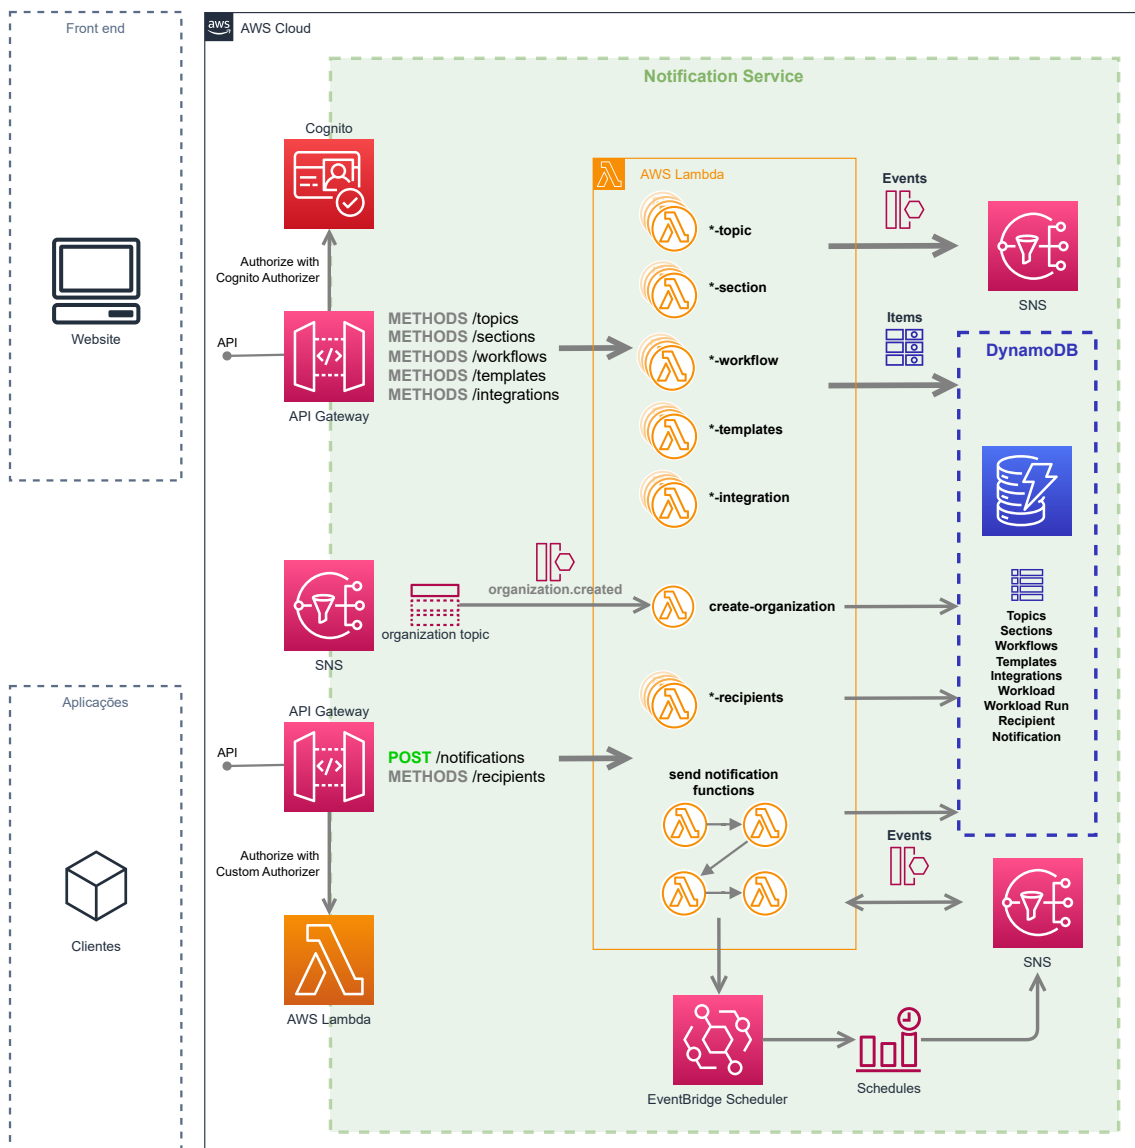 Front end
aws
AWS Cloud
Notification Service
Cognito
AWS Lambda
Events
*-topic
Authorize with
Cognito Authorizer
*-section
SNS
METHODS /topics
METHODS /sections
METHODS /workflows
METHODS /templates
METHODS /integrations
Items
Website
API
</>
API Gateway
*-workflow
DynamoDB
*-templates
*-integration
organization.created
organization topic
SNS
create-organization
Topics
Sections
Workflows
Templates
Integrations
Workload
Workload Run
Recipient
Notification
*-recipients
Aplicações
API Gateway
API
</>
POST /notifications
METHODS /recipients
send notification
functions
Events
Authorize with
Custom Authorizer
Clientes
SNS
AWS Lambda
EventBridge Scheduler
Schedules